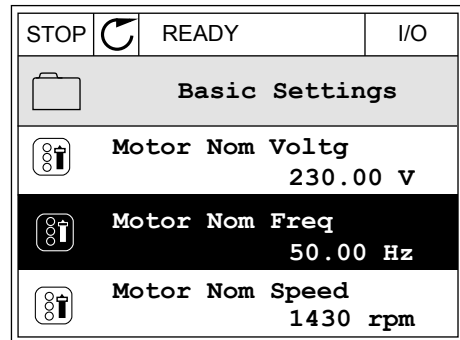 STOP READY I/O
Basic Settings
Motor Nom Voltg
230.00 V
Motor Nom Freq
50.00 Hz
Motor Nom Speed
1430 rpm